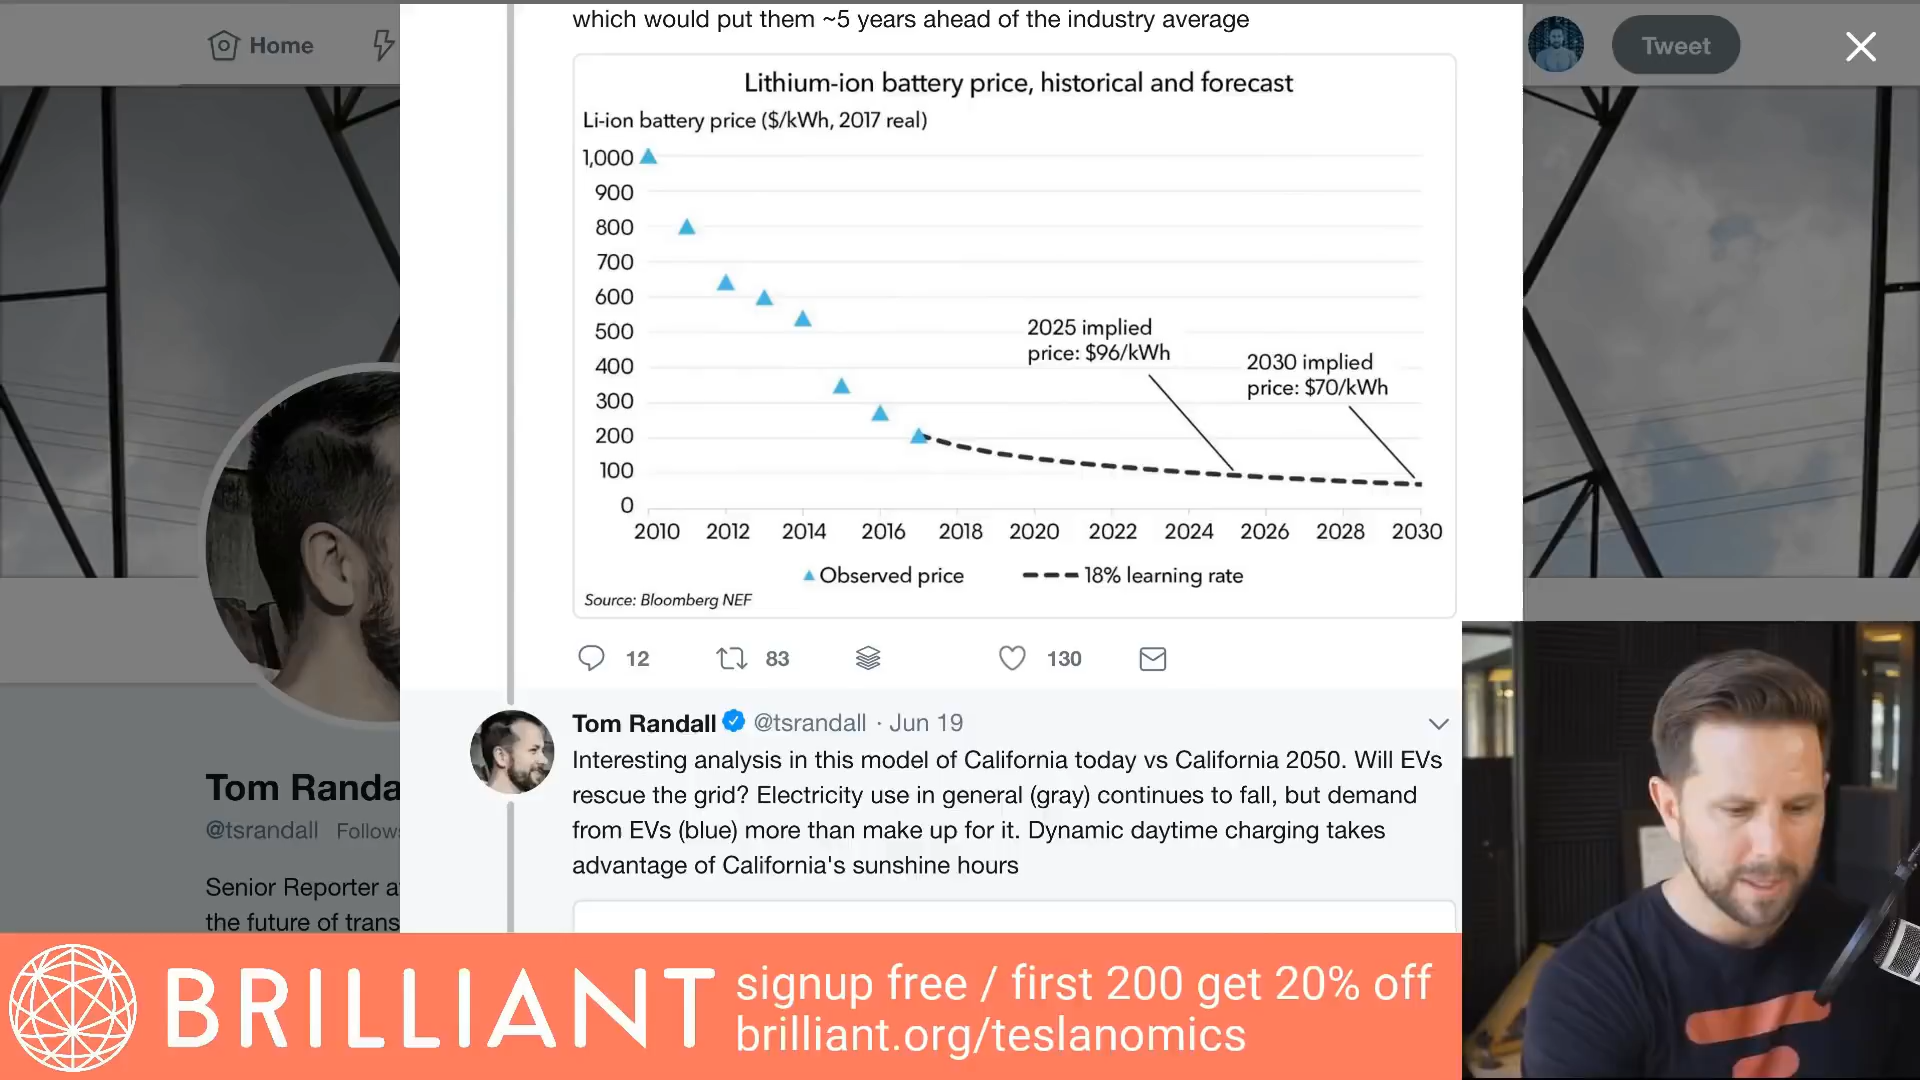 which would put them ~5 years ahead of the industry average
Home
Tweet
Lithium-ion battery price, historical and forecast
Li-ion battery price ($/kWh, 2017 real)
1,000
900
800
700
600
500
400
300
200
100
0
2025 implied
price: $96/kWh
2030 implied
price: $70/kWh
2010 2012 2014 2016 2018 2020 2022 2024 2026 2028 2030
Observed price
18% learning rate
Source: Bloomberg NEF
12 83 130
Tom Randall @tsrandall · Jun 19
Interesting analysis in this model of California today vs California 2050. Will EVs
rescue the grid? Electricity use in general (gray) continues to fall, but demand
from EVs (blue) more than make up for it. Dynamic daytime charging takes
advantage of California's sunshine hours
Tom Randa
@tsrandall Follows
Senior Reporter a
the future of trans
BRILLIANT
signup free / first 200 get 20% off
brilliant.org/teslanomics